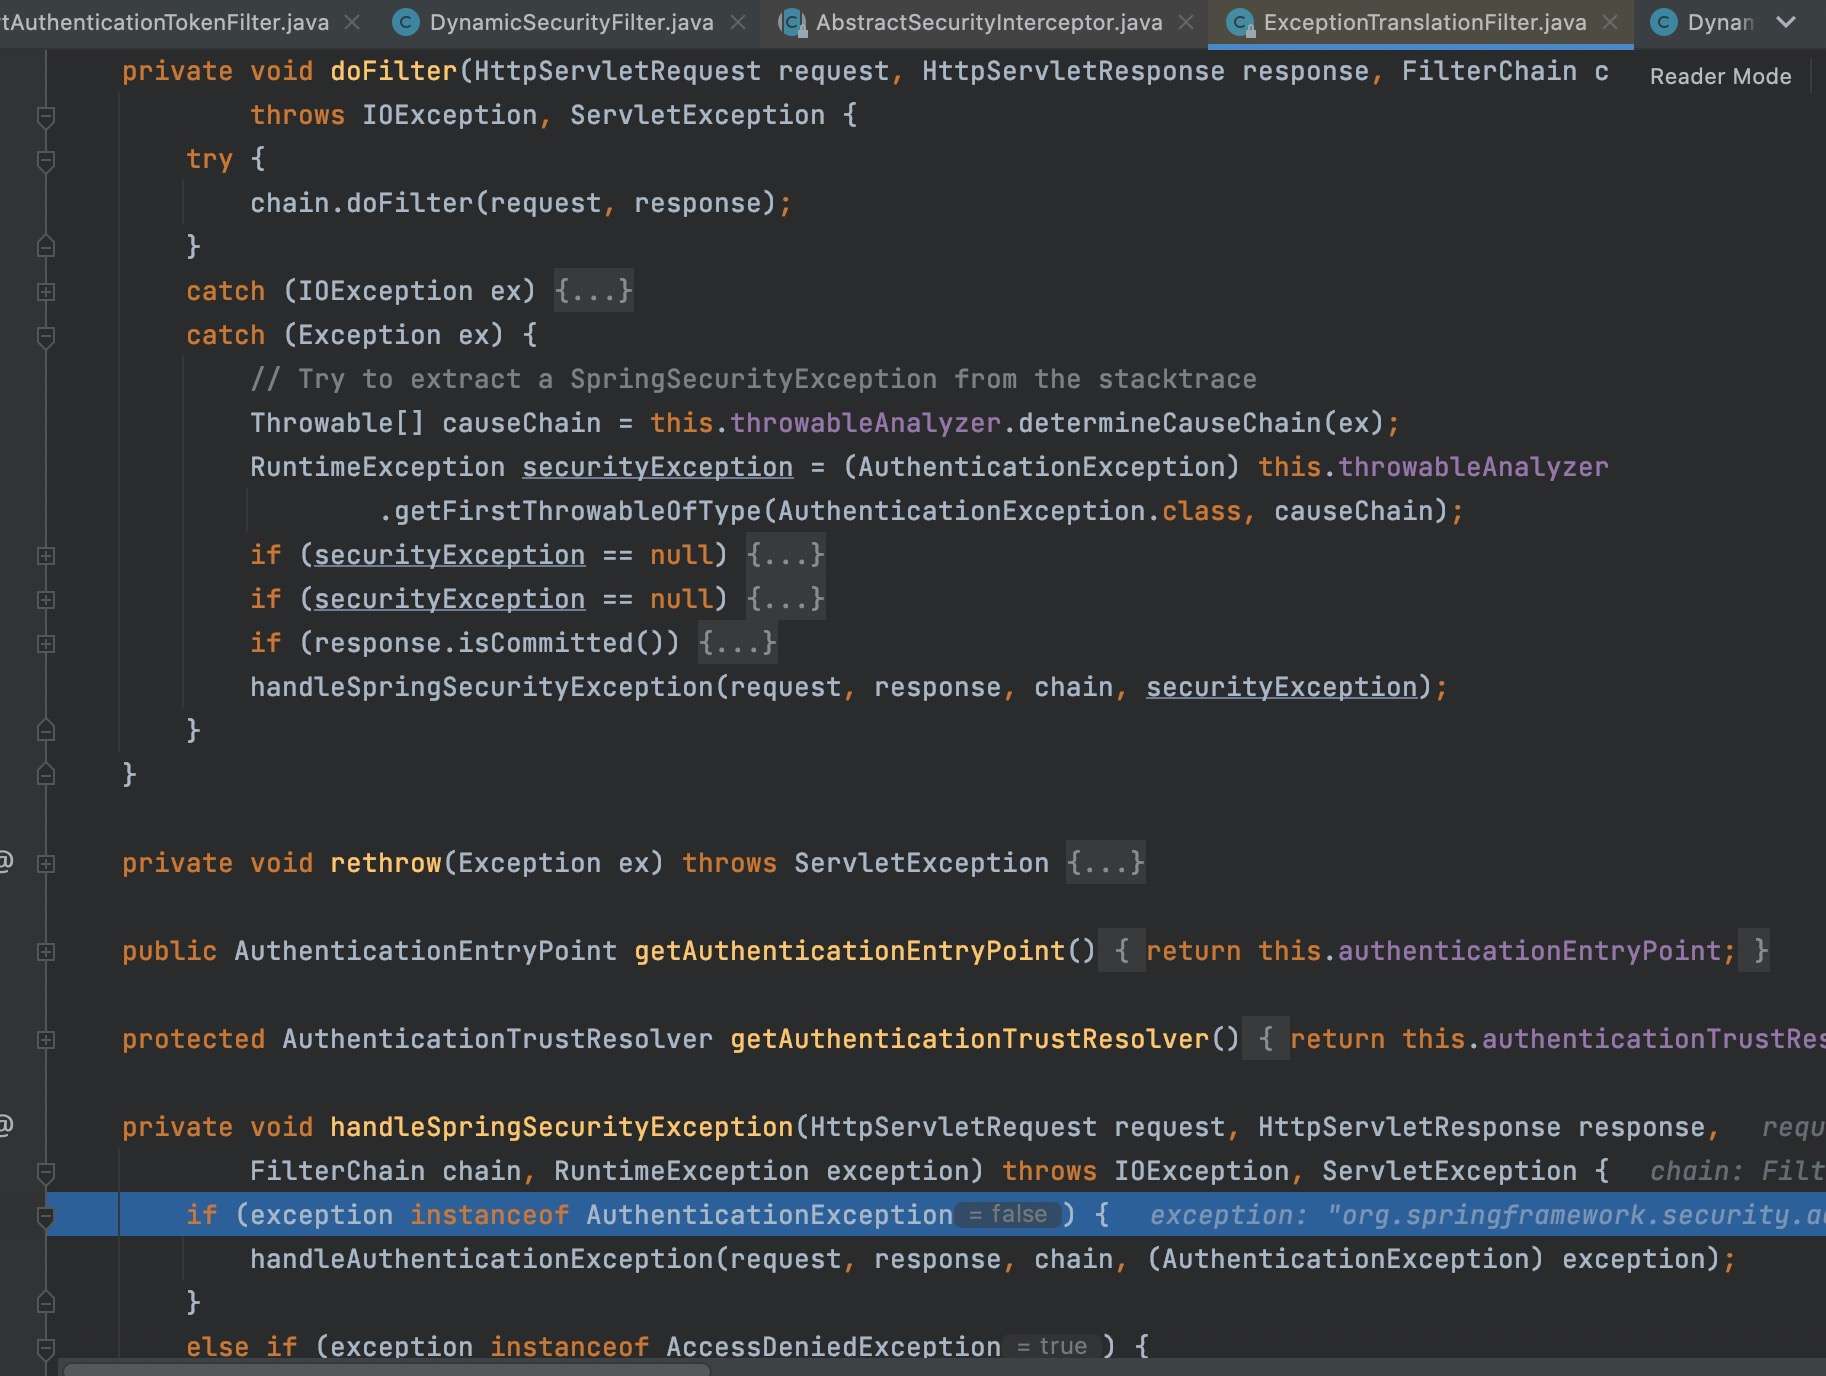 tAuthenticationTokenFilter.java DynamicSecurityFilter.java AbstractSecurityInterceptor.java ExceptionTranslationFilter.java Dynam
private void doFilter(HttpServletRequest request, HttpServletResponse response, FilterChain c Reader Mode
throws IOException, ServletException {
try {
chain.doFilter(request, response);
}
catch (IOException ex) {...}
catch (Exception ex) {
// Try to extract a SpringSecurityException from the stacktrace
Throwable[] causeChain = this.throwableAnalyzer.determineCauseChain(ex);
RuntimeException securityException = (AuthenticationException) this.throwableAnalyzer
.getFirstThrowableOfType(AuthenticationException.class, causeChain);
if (securityException == null) {...}
if (securityException == null) {...}
if (response.isCommitted()) {...}
handleSpringSecurityException(request, response, chain, securityException);
}
}
@ private void rethrow(Exception ex) throws ServletException {...}
public AuthenticationEntryPoint getAuthenticationEntryPoint() { return this.authenticationEntryPoint; }
protected AuthenticationTrustResolver getAuthenticationTrustResolver() { return this.authenticationTrustRes
@ private void handleSpringSecurityException(HttpServletRequest request, HttpServletResponse response, requ
FilterChain chain, RuntimeException exception) throws IOException, ServletException { chain: Filt
if (exception instanceof AuthenticationException = false ) { exception: "org.springframework.security.ac
handleAuthenticationException(request, response, chain, (AuthenticationException) exception);
}
else if (exception instanceof AccessDeniedException = true ) {